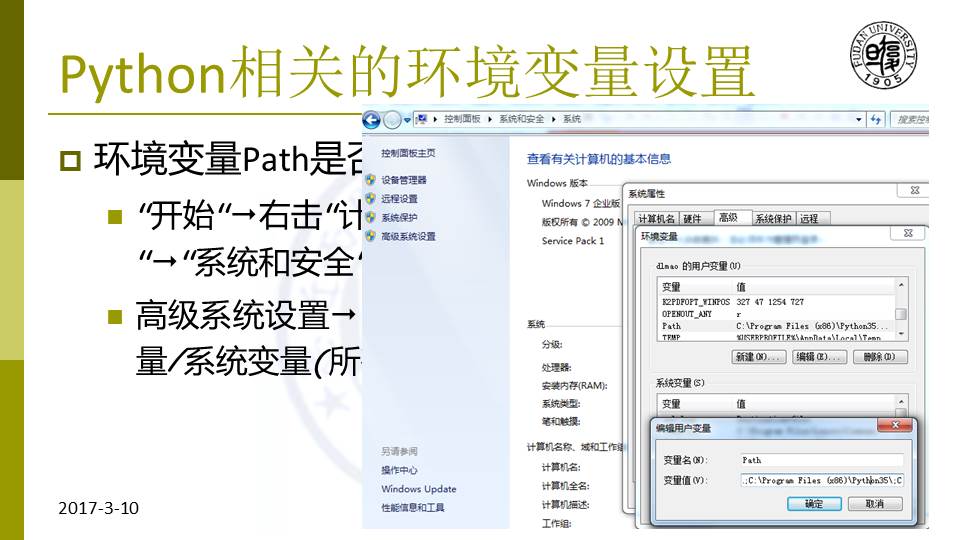 Python相关的环境变量设置
FUDAN UNIVERSITY
1905
环境变量Path是否
“开始“→右击“计
“→“系统和安全“
高级系统设置→
量/系统变量(所
2017-3-10
控制面板 系统和安全 系统
搜索控制
控制面板主页
设备管理器
远程设置
系统保护
高级系统设置
另请参阅
操作中心
Windows Update
性能信息和工具
查看有关计算机的基本信息
Windows 版本
Windows 7 企业版
版权所有 © 2009 M
Service Pack 1
系统
分级:
处理器:
安装内存(RAM):
系统类型:
笔和触摸:
计算机名称、域和工作组
计算机名:
计算机全名:
计算机描述:
工作组:
系统属性
计算机名 硬件 高级 系统保护 远程
环境变量
dlmao 的用户变量(U)
变量 值
K2PDFOPT_WINPOS 327 47 1254 727
OPENOUT_ANY r
Path C:\Program Files (x86)\Python35...
TEMP %USERPROFILE%\AppData\Local\Temp
新建(N)... 编辑(E)... 删除(D)
系统变量(S)
变量 值
编辑用户变量
变量名(N): Path
变量值(V): .;C:\Program Files (x86)\Python35\;C
确定 取消